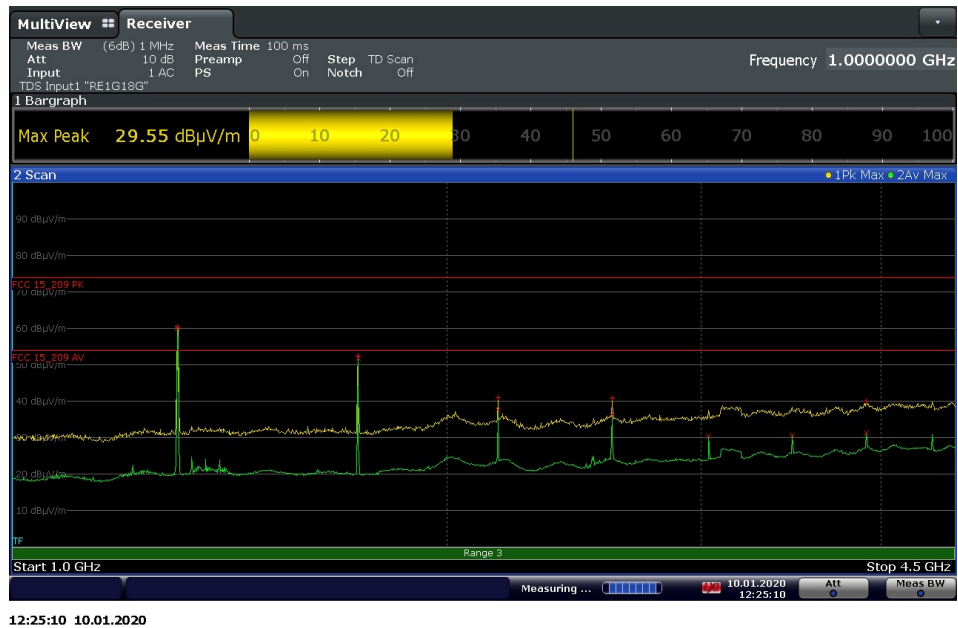 MultiView Receiver
Meas BW (6dB) 1 MHz Meas Time 100 ms
Att 10 dB Preamp Off Step TD Scan
Input 1 AC PS On Notch Off
TDS Input1 "RE1G18G"
Frequency 1.0000000 GHz
1 Bargraph
Max Peak 29.55 dBµV/m 0 10 20 30 40 50 60 70 80 90 100
2 Scan 1Pk Max 2Av Max
90 dBµV/m
80 dBµV/m
FCC 15_209 PK
70 dBµV/m
60 dBµV/m
FCC 15_209 AV
50 dBµV/m
40 dBµV/m
30 dBµV/m
20 dBµV/m
10 dBµV/m
TF
Range 3
Start 1.0 GHz Stop 4.5 GHz
Measuring ... 10.01.2020 12:25:10 Att Meas BW
12:25:10 10.01.2020